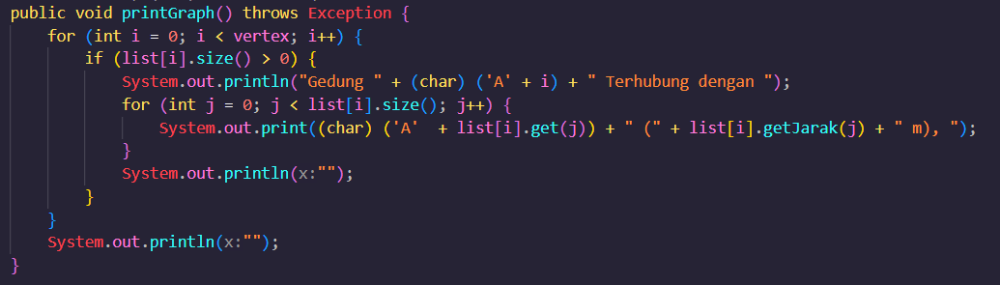 public void printGraph() throws Exception {
    for (int i = 0; i < vertex; i++) {
        if (list[i].size() > 0) {
            System.out.println("Gedung " + (char) ('A' + i) + " Terhubung dengan ");
            for (int j = 0; j < list[i].size(); j++) {
                System.out.print((char) ('A'  + list[i].get(j)) + " (" + list[i].getJarak(j) + " m), ");
            }
            System.out.println(x:"");
        }
    }
    System.out.println(x:"");
}